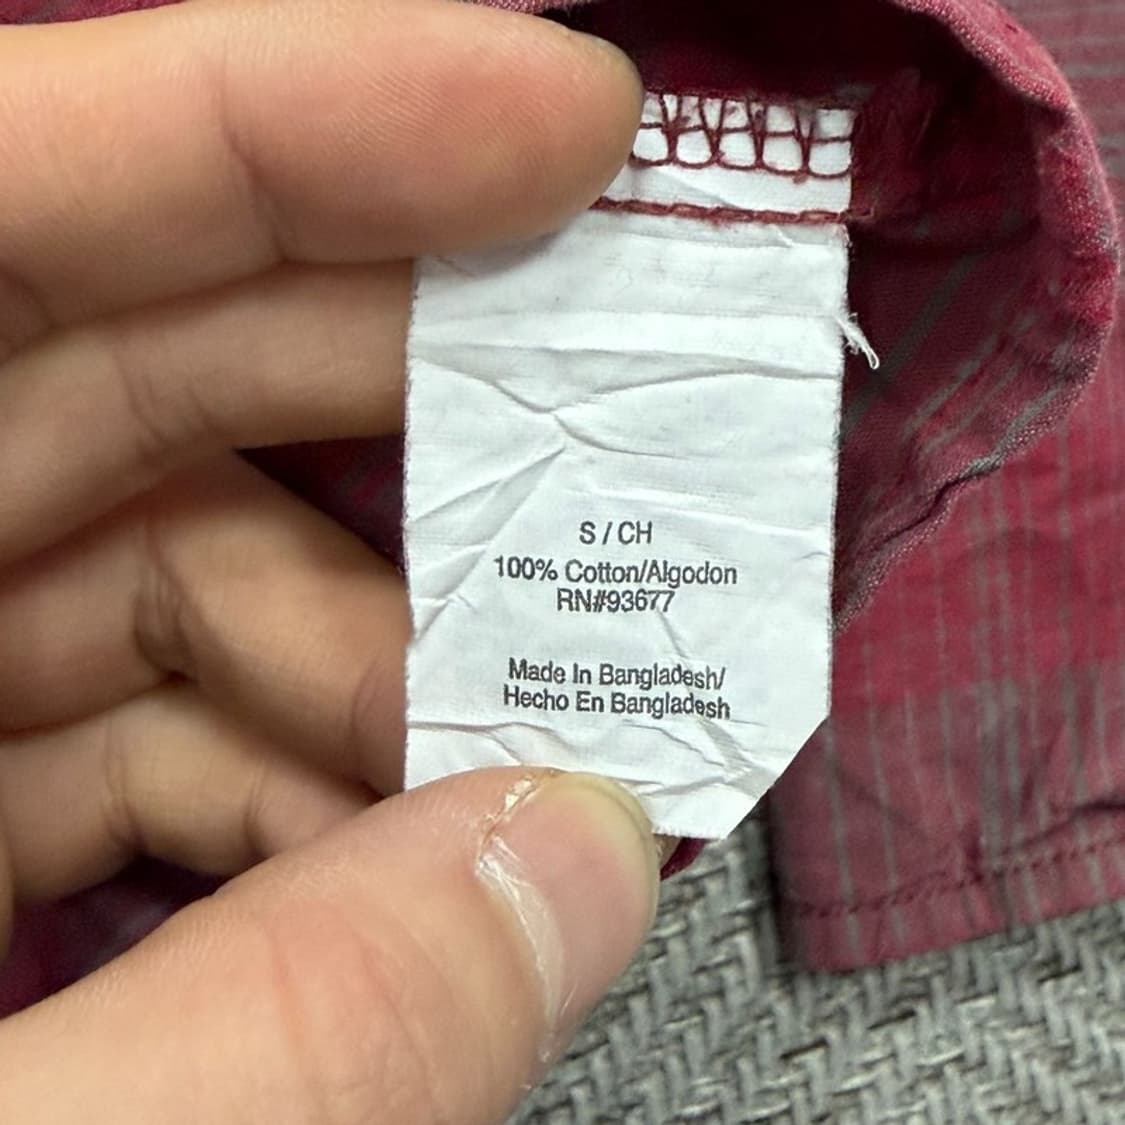 S / CH
100% Cotton/Algodon
RN#93677
Made In Bangladesh/
Hecho En Bangladesh